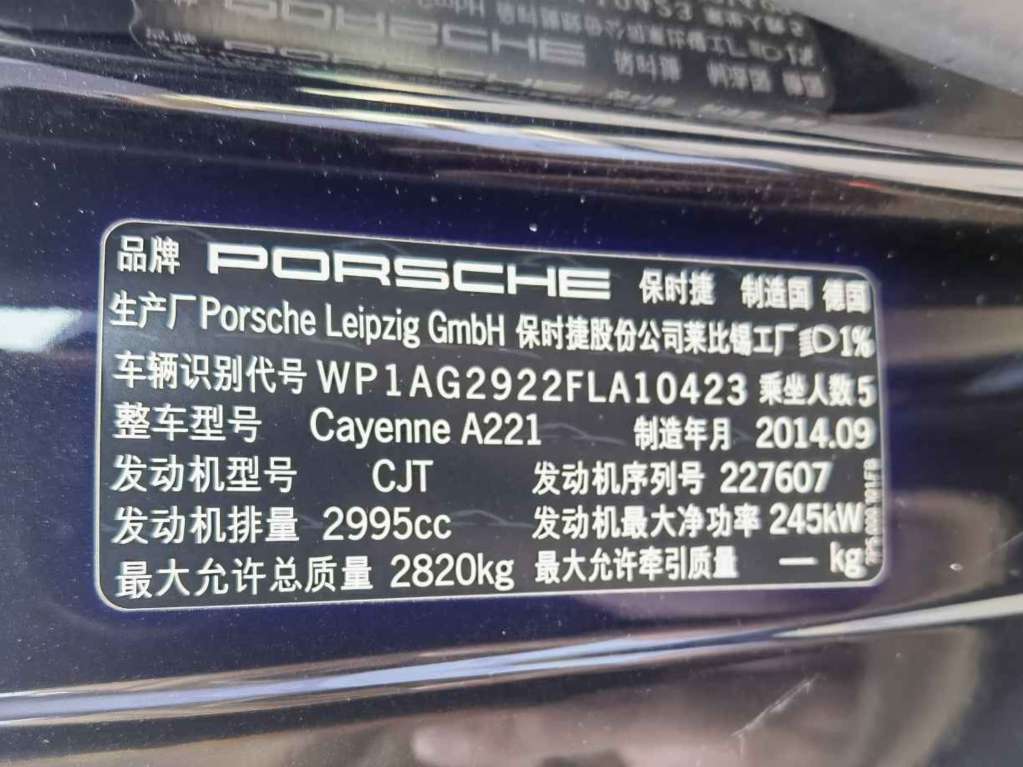 品牌 PORSCHE 保时捷 制造国 德国
生产厂 Porsche Leipzig GmbH 保时捷股份公司莱比锡工厂 1%
车辆识别代号 WP1AG2922FLA10423 乘坐人数 5
整车型号 Cayenne A221 制造年月 2014.09
发动机型号 CJT 发动机序列号 227607
发动机排量 2995cc 发动机最大净功率 245kW
最大允许总质量 2820kg 最大允许牵引质量 — kg